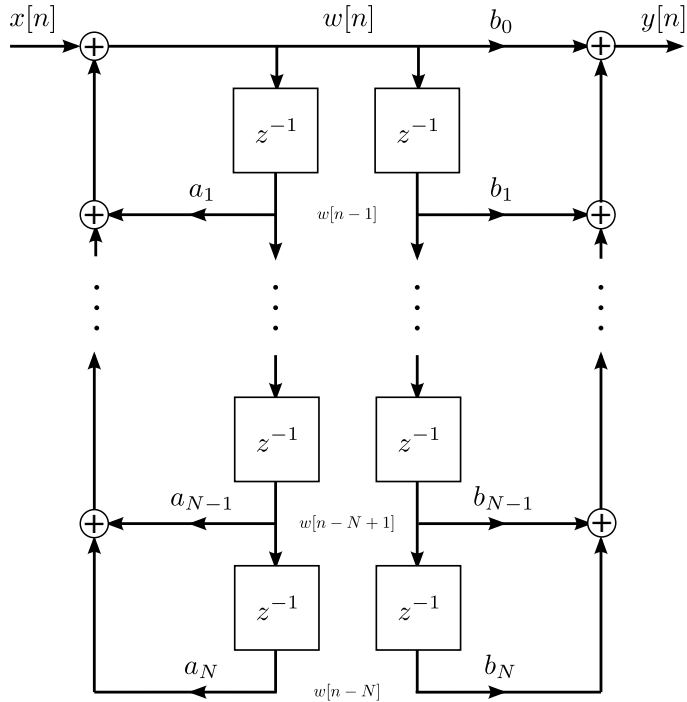 x[n] w[n] b_0 y[n]
z^{-1} z^{-1}
a_1 w[n − 1] b_1
z^{-1} z^{-1}
a_{N−1} w[n − N + 1] b_{N−1}
z^{-1} z^{-1}
a_N w[n − N] b_N